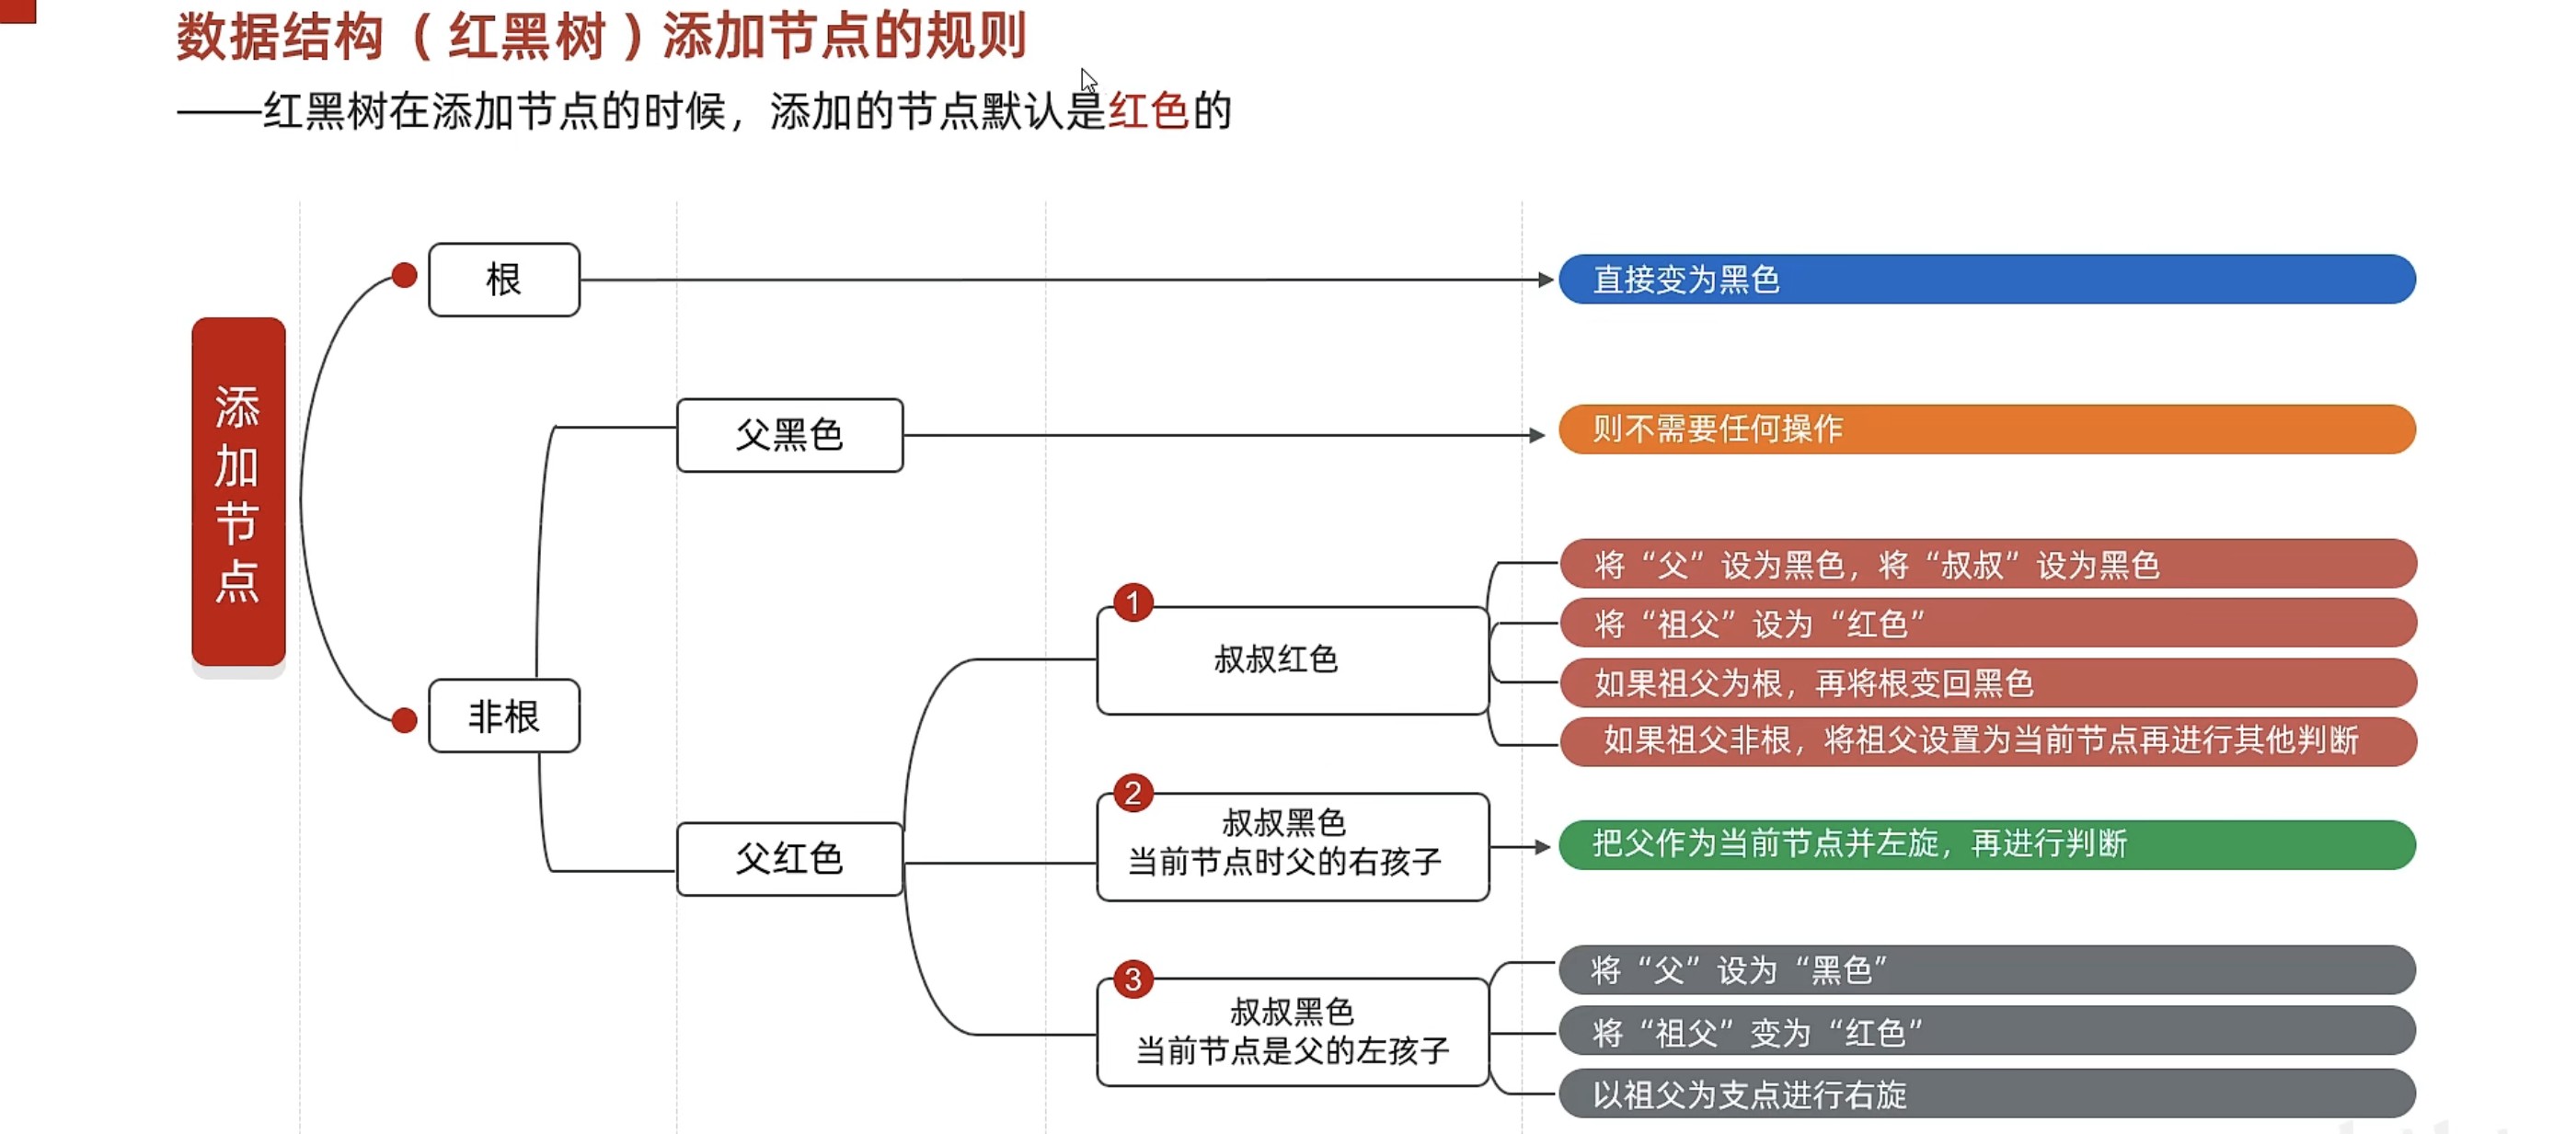 数据结构（红黑树）添加节点的规则
——红黑树在添加节点的时候，添加的节点默认是红色的
添加节点
根
直接变为黑色
非根
父黑色
则不需要任何操作
父红色
1
叔叔红色
将“父”设为黑色，将“叔叔”设为黑色
将“祖父”设为“红色”
如果祖父为根，再将根变回黑色
如果祖父非根，将祖父设置为当前节点再进行其他判断
2
叔叔黑色
当前节点时父的右孩子
把父作为当前节点并左旋，再进行判断
3
叔叔黑色
当前节点是父的左孩子
将“父”设为“黑色”
将“祖父”变为“红色”
以祖父为支点进行右旋